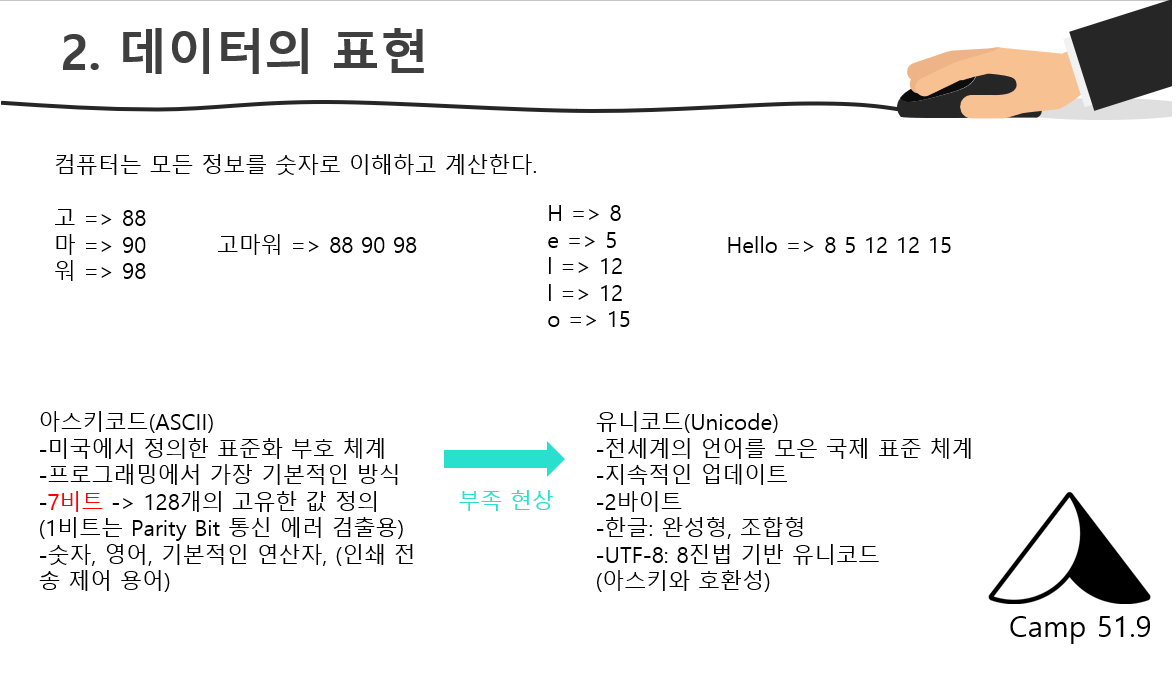 2. 데이터의 표현
컴퓨터는 모든 정보를 숫자로 이해하고 계산한다.
고 => 88
마 => 90
워 => 98
고마워 => 88 90 98
H => 8
e => 5
l => 12
l => 12
o => 15
Hello => 8 5 12 12 15
아스키코드(ASCII)
-미국에서 정의한 표준화 부호 체계
-프로그래밍에서 가장 기본적인 방식
-7비트 -> 128개의 고유한 값 정의
(1비트는 Parity Bit 통신 에러 검출용)
-숫자, 영어, 기본적인 연산자, (인쇄 전
송 제어 용어)
부족 현상
유니코드(Unicode)
-전세계의 언어를 모은 국제 표준 체계
-지속적인 업데이트
-2바이트
-한글: 완성형, 조합형
-UTF-8: 8진법 기반 유니코드
(아스키와 호환성)
Camp 51.9